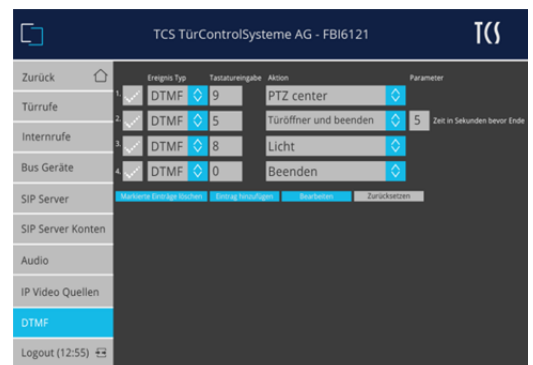 TCS TürControlSysteme AG - FBI6121
TCS
Zurück
Türrufe
Internrufe
Bus Geräte
SIP Server
SIP Server Konten
Audio
IP Video Quellen
DTMF
Logout (12:55)
Ereignis Typ Tastatureingabe Aktion Parameter
1. DTMF 9 PTZ center
2. DTMF 5 Türöffner und beenden 5 Zeit in Sekunden bevor Ende
3. DTMF 8 Licht
4. DTMF 0 Beenden
Markierte Einträge löschen Eintrag hinzufügen Bearbeiten Zurücksetzen